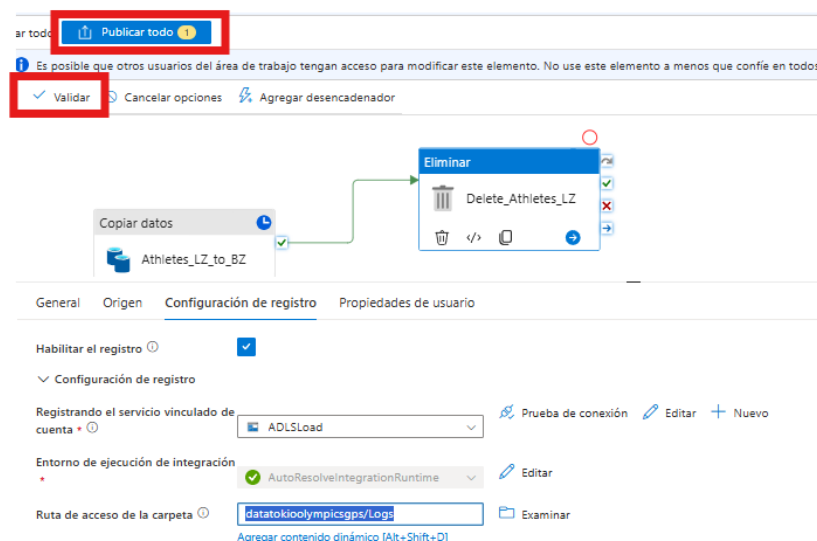 ar todo Publicar todo 1
Es posible que otros usuarios del área de trabajo tengan acceso para modificar este elemento. No use este elemento a menos que confíe en todos
Validar Cancelar opciones Agregar desencadenador
Eliminar
Delete_Athletes_LZ
Copiar datos
Athletes_LZ_to_BZ
General Origen Configuración de registro Propiedades de usuario
Habilitar el registro
Configuración de registro
Registrando el servicio vinculado de
cuenta * ADLSLoad Prueba de conexión Editar Nuevo
Entorno de ejecución de integración
* AutoResolveIntegrationRuntime Editar
Ruta de acceso de la carpeta datatokioolympicsgps/Logs Examinar
Agregar contenido dinámico [Alt+Shift+D]